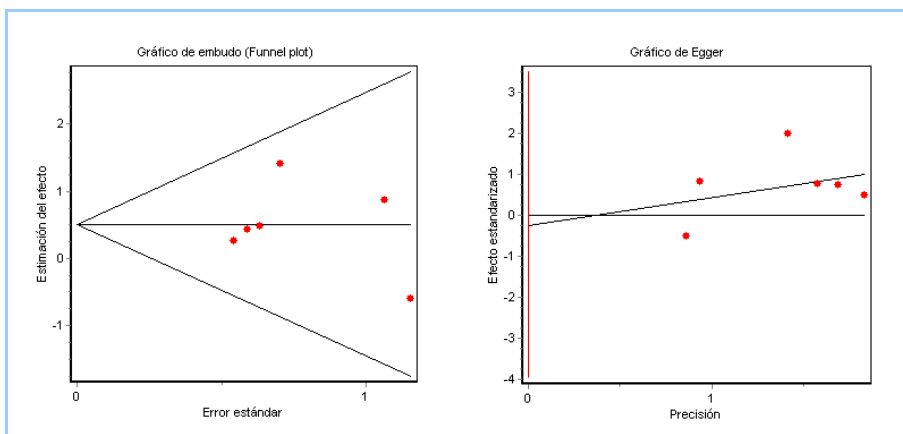 Gráfico de embudo (Funnel plot)
2
1
0
-1
Estimación del efecto
0
1
Error estándar
Gráfico de Egger
3
2
1
0
-1
-2
-3
-4
Efecto estandarizado
0
1
Precisión